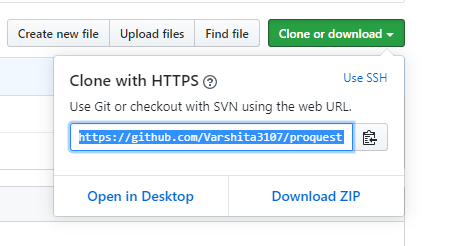 Create new file Upload files Find file Clone or download
Clone with HTTPS ? Use SSH
Use Git or checkout with SVN using the web URL.
https://github.com/Varshita3107/proquest
Open in Desktop Download ZIP